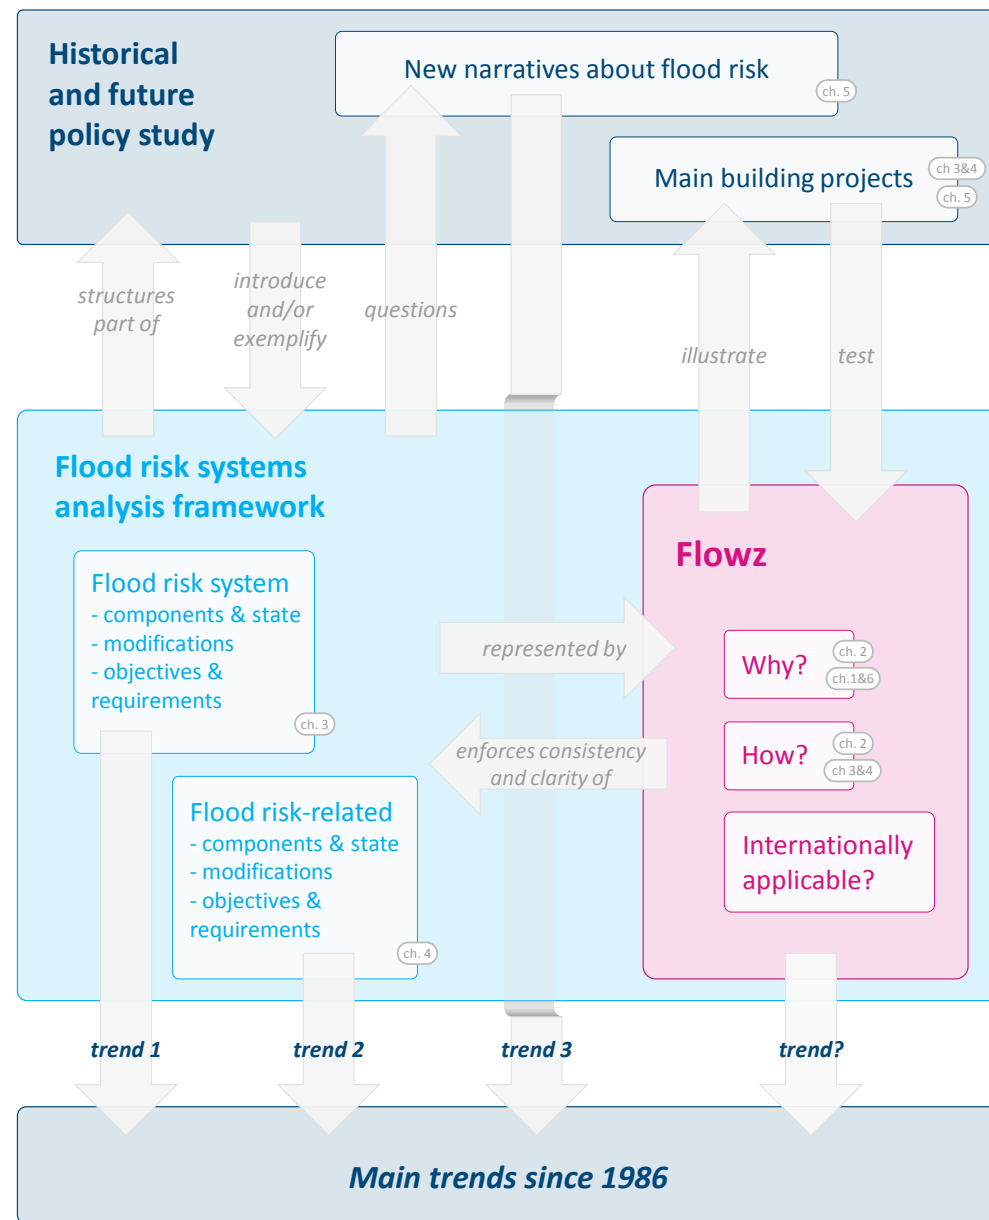 Historical
and future
policy study
New narratives about flood risk
ch. 5
Main building projects
ch 3&4
ch. 5
structures
part of
introduce
and/or
exemplify
questions
illustrate
test
Flood risk systems
analysis framework
Flood risk system
- components & state
- modifications
- objectives &
requirements
ch. 3
Flood risk-related
- components & state
- modifications
- objectives &
requirements
ch. 4
represented by
enforces consistency
and clarity of
Flowz
Why?
ch. 2
ch.1&6
How?
ch. 2
ch 3&4
Internationally
applicable?
trend 1
trend 2
trend 3
trend?
Main trends since 1986